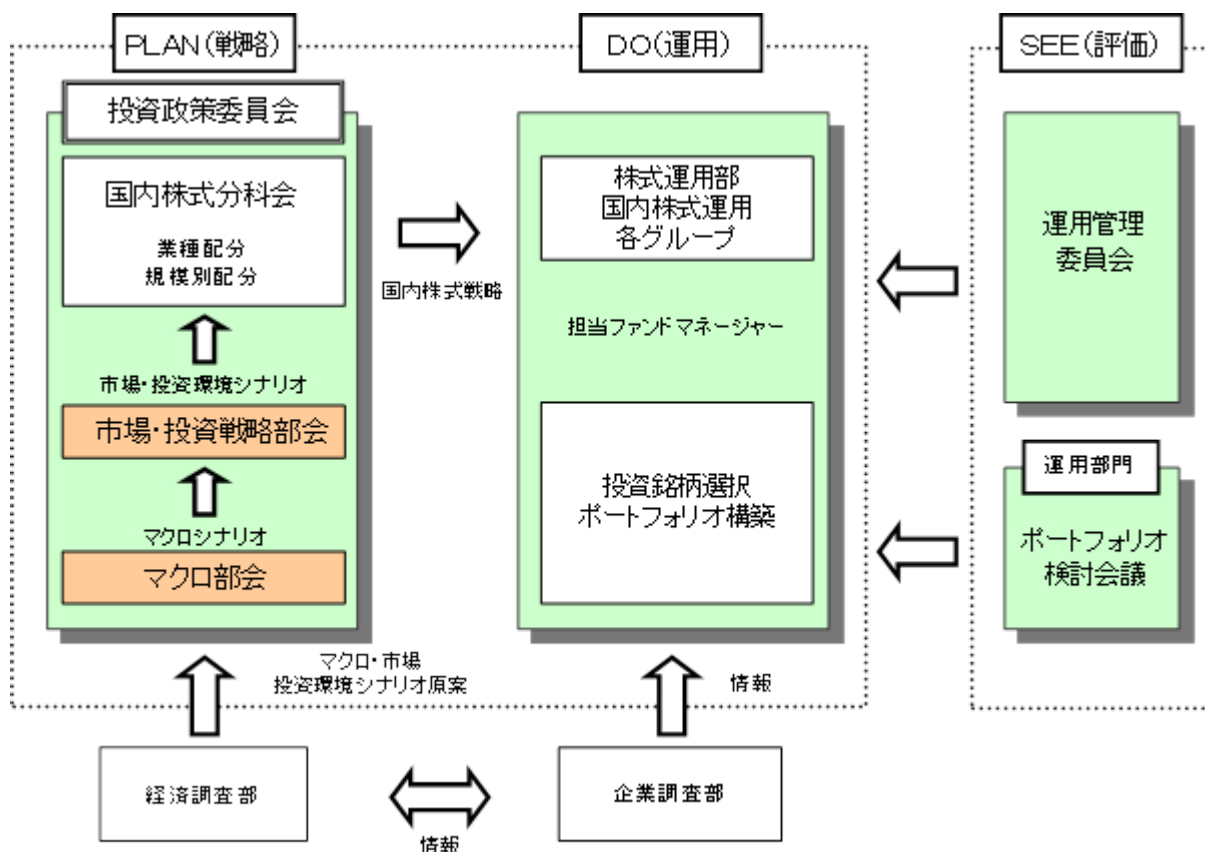 PLAN(戦略)
投資政策委員会
国内株式分科会
業種配分
規模別配分
市場・投資環境シナリオ
市場・投資戦略部会
マクロシナリオ
マクロ部会
国内株式戦略
DO(運用)
株式運用部
国内株式運用
各グループ
担当ファンドマネージャー
投資銘柄選択
ポートフォリオ構築
SEE(評価)
運用管理
委員会
運用部門
ポートフォリオ
検討会議
マクロ・市場
投資環境シナリオ原案
情報
経済調査部
情報
企業調査部